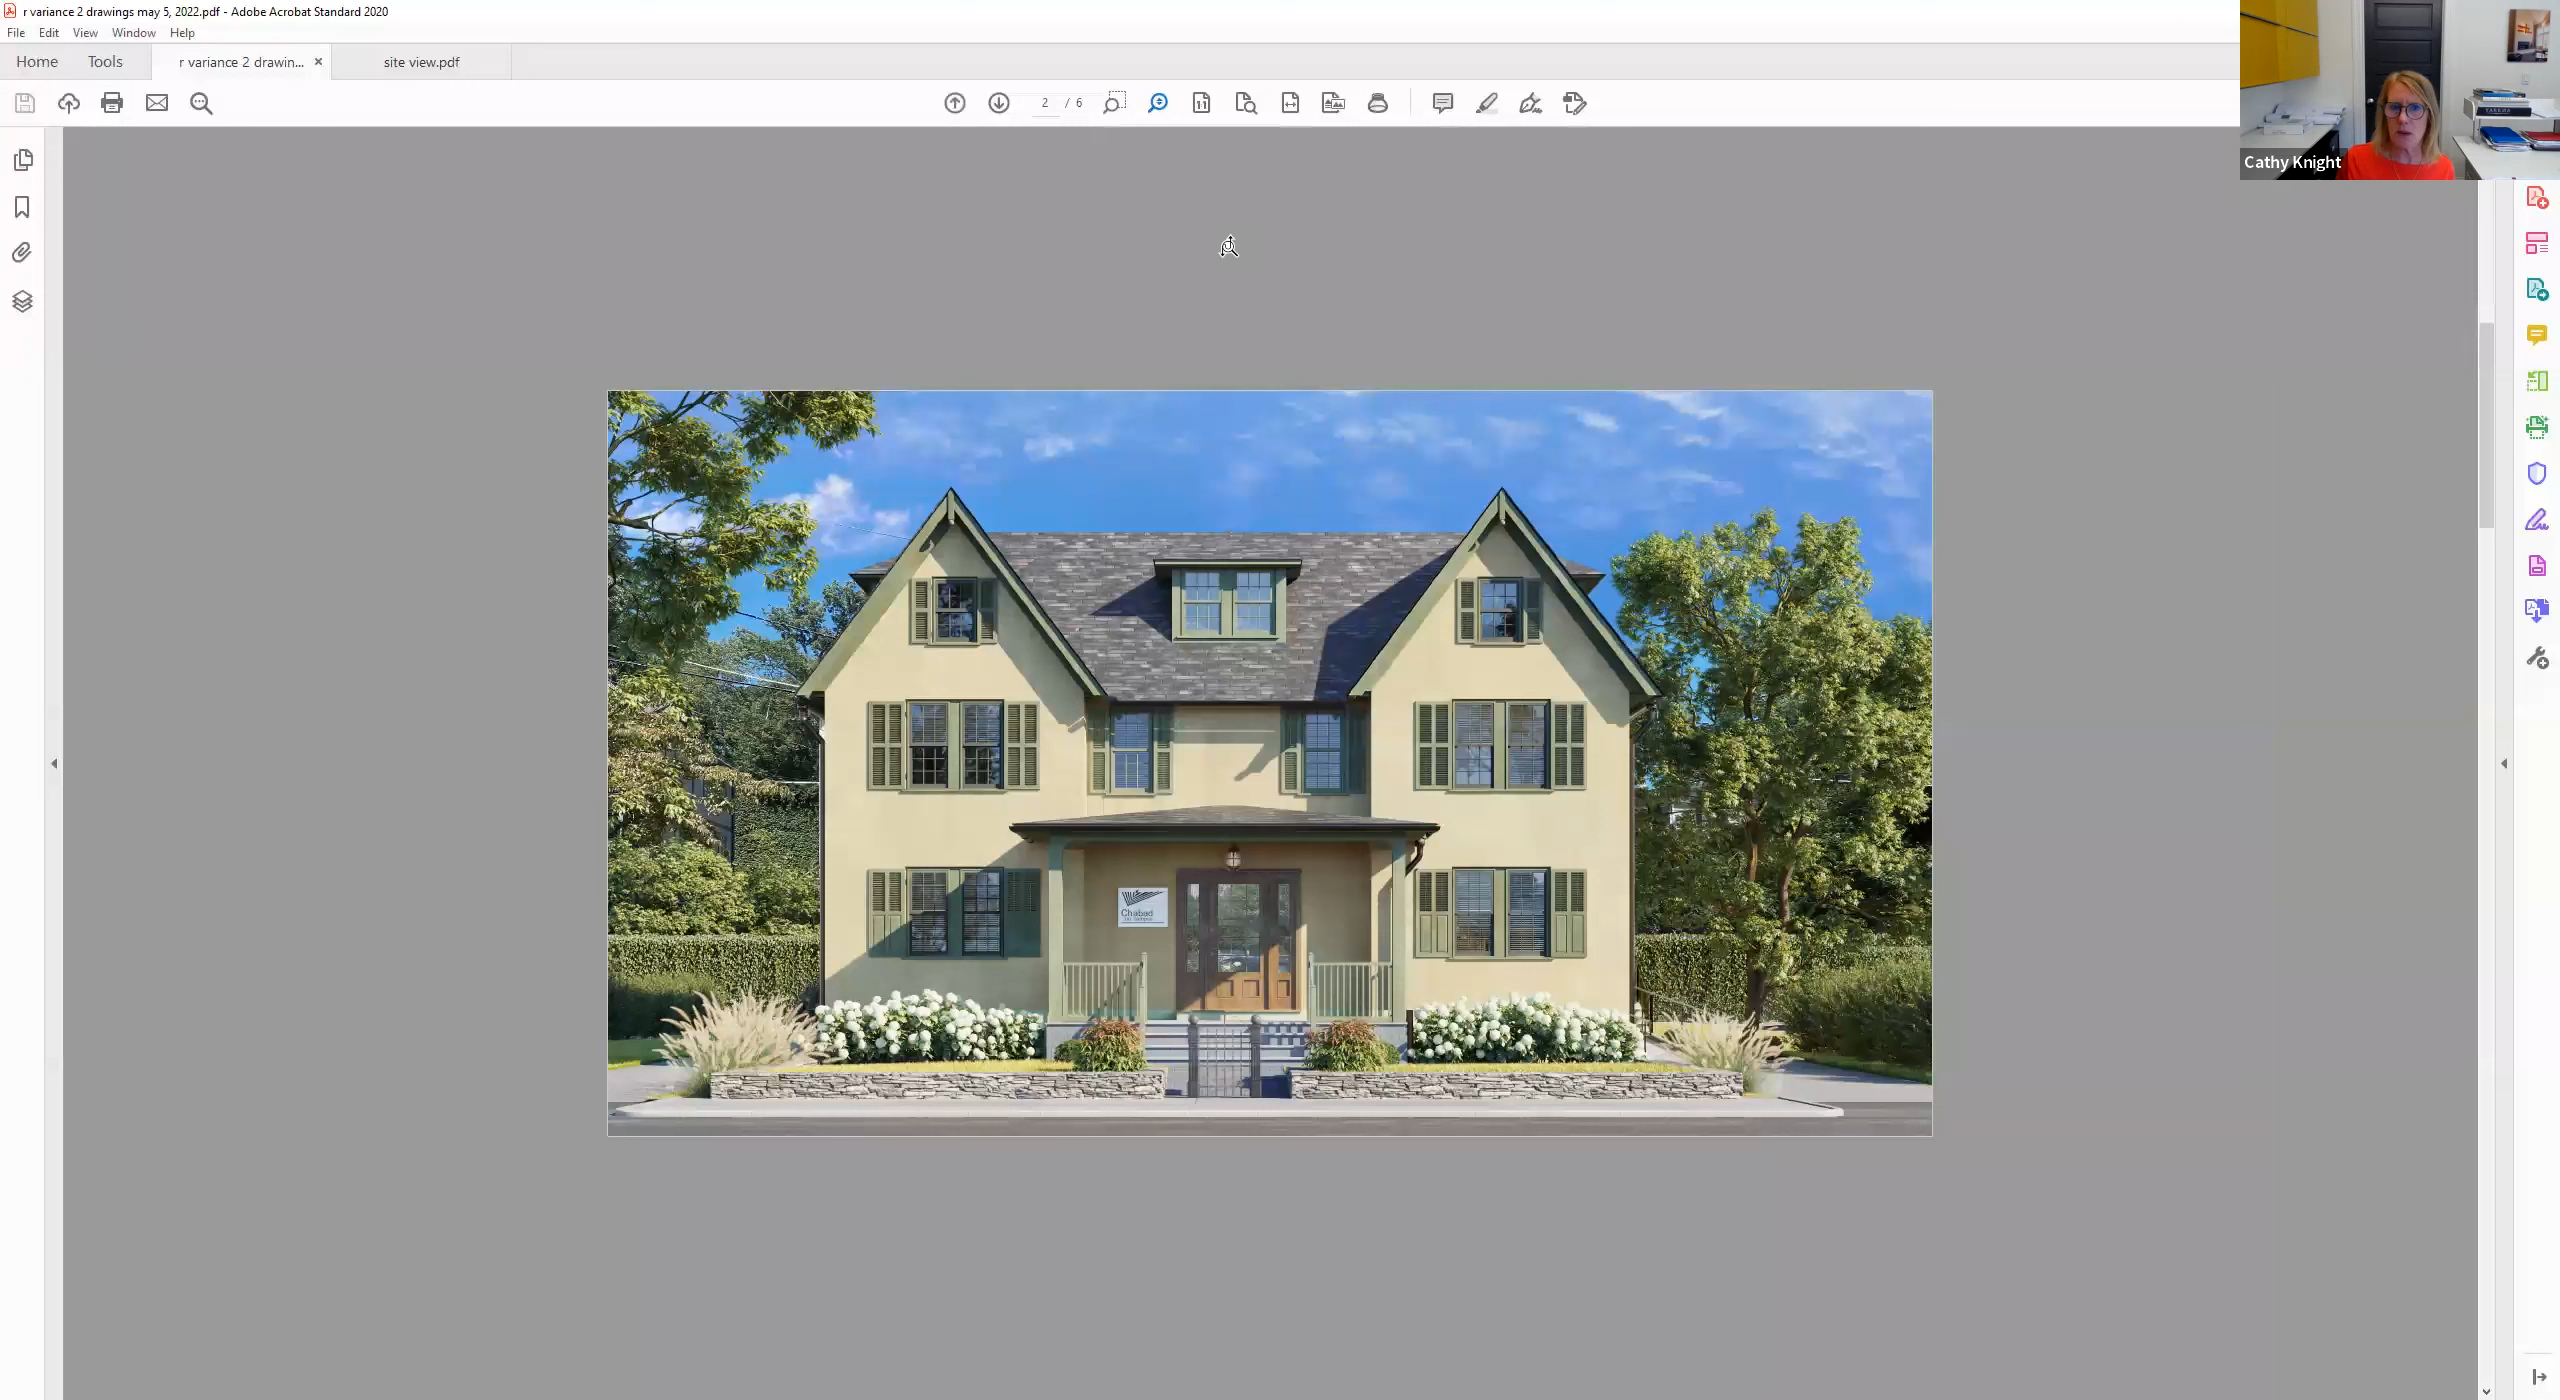 r variance 2 drawings may 5, 2022.pdf - Adobe Acrobat Standard 2020
File Edit View Window Help
Home Tools r variance 2 drawin... × site view.pdf
2 / 6
Cathy Knight
Chabad